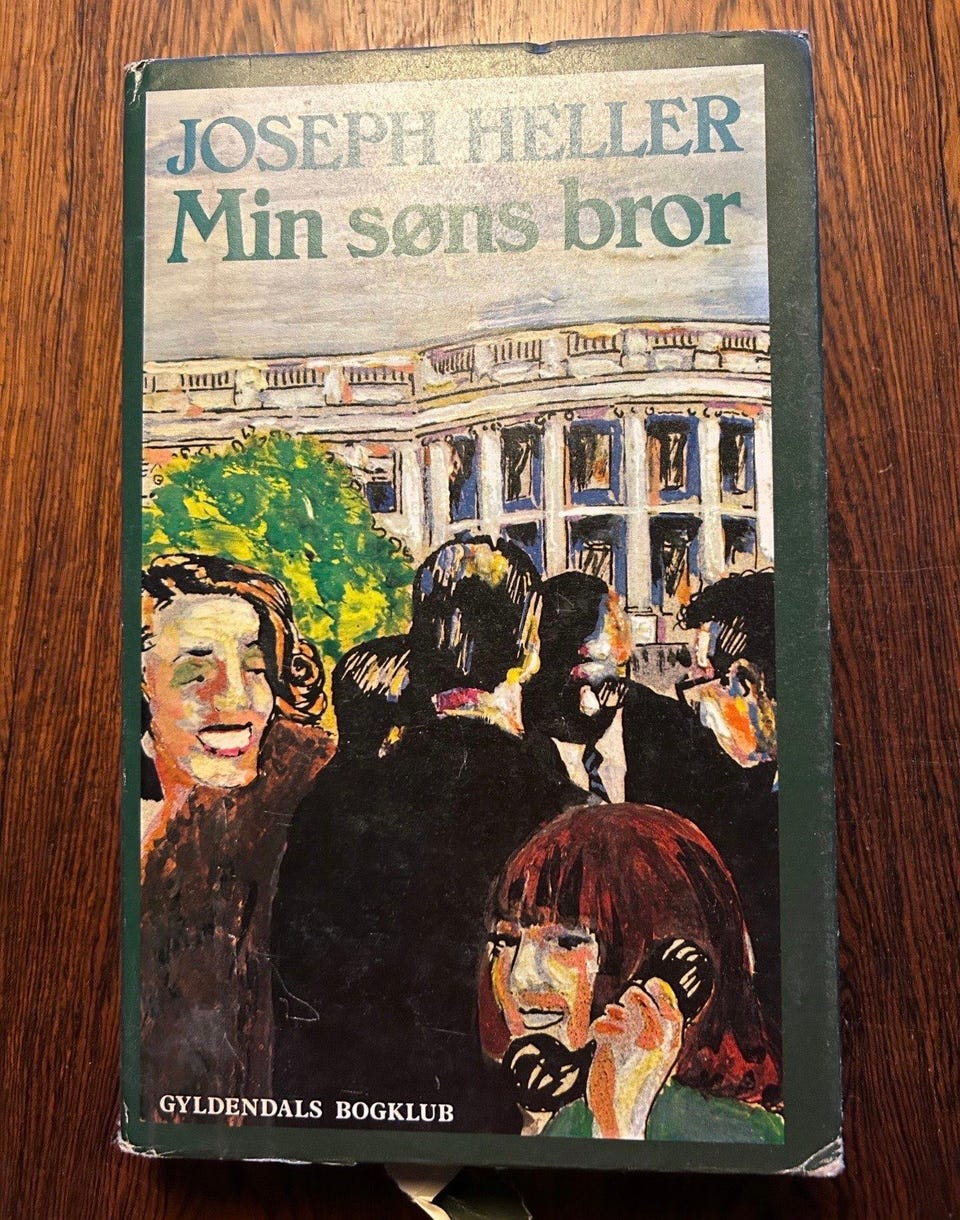 JOSEPH HELLER
Min søns bror
GYLDENDALS BOGKLUB